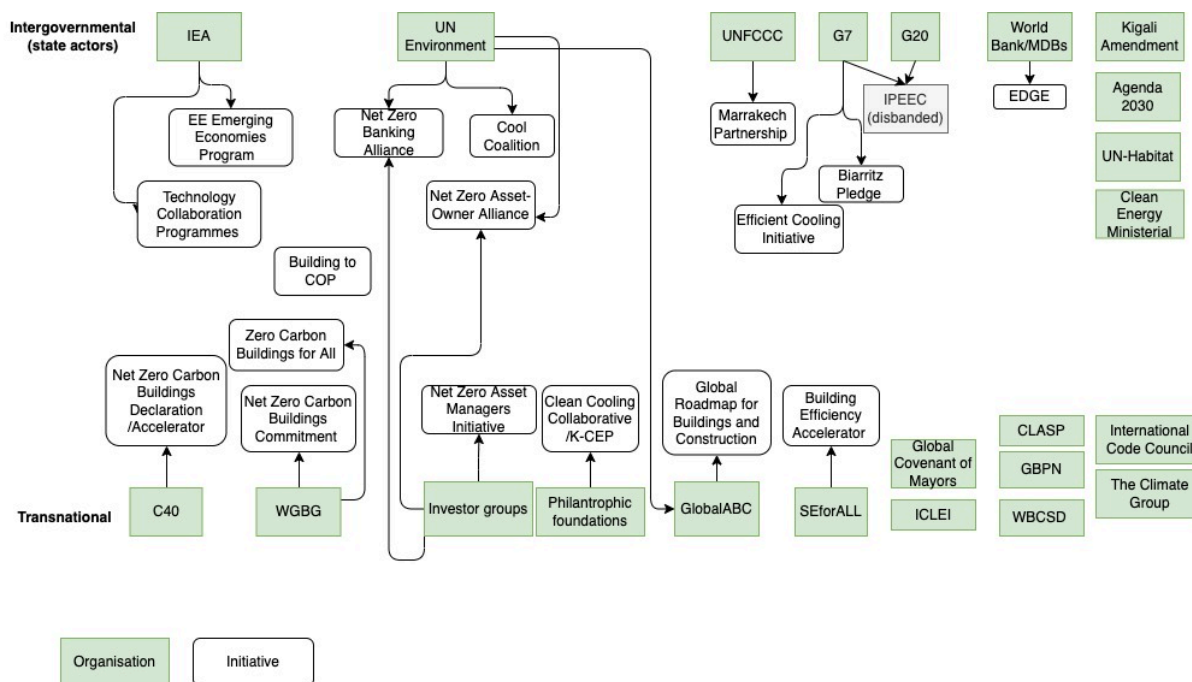 Intergovernmental
(state actors)
IEA
UN
Environment
UNFCCC
G7
G20
World
Bank/MDBs
Kigali
Amendment
EE Emerging
Economies
Program
Net Zero
Banking
Alliance
Cool
Coalition
Marrakech
Partnership
IPEEC
(disbanded)
EDGE
Agenda
2030
Technology
Collaboration
Programmes
Net Zero Asset-
Owner Alliance
Biarritz
Pledge
UN-Habitat
Efficient Cooling
Initiative
Clean
Energy
Ministerial
Building to
COP
Zero Carbon
Buildings for All
Net Zero Carbon
Buildings
Declaration
/Accelerator
Net Zero Carbon
Buildings
Commitment
Net Zero Asset
Managers
Initiative
Clean Cooling
Collaborative
/K-CEP
Global
Roadmap for
Buildings and
Construction
Building
Efficiency
Accelerator
Global
Covenant of
Mayors
CLASP
GBPN
International
Code Council
Transnational
C40
WGBG
Investor groups
Philantrophic
foundations
GlobalABC
SEforALL
ICLEI
WBCSD
The Climate
Group
Organisation
Initiative